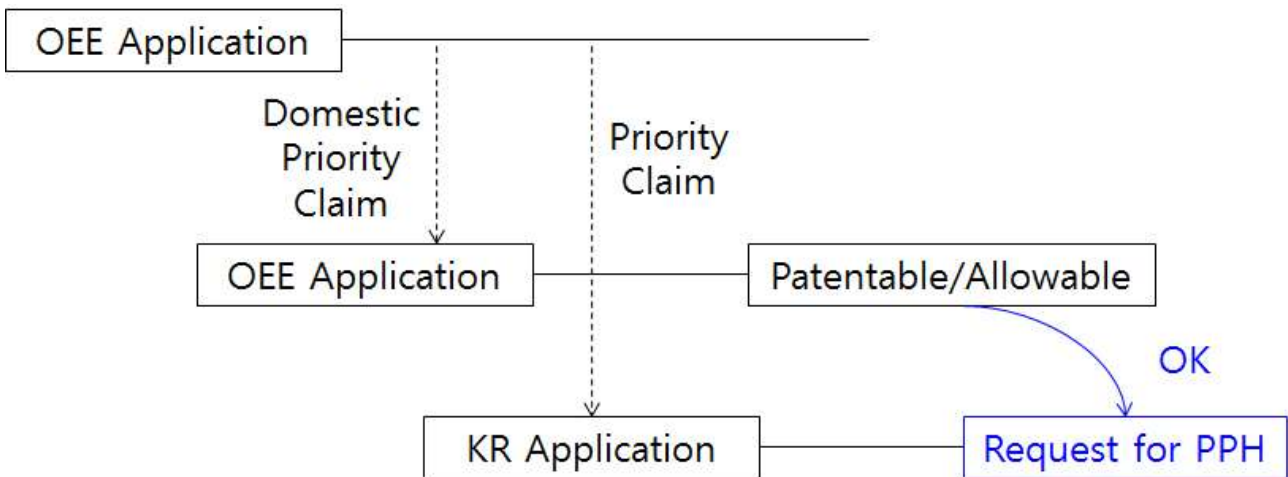 OEE Application
Domestic
Priority
Claim
Priority
Claim
OEE Application
Patentable/Allowable
OK
KR Application
Request for PPH